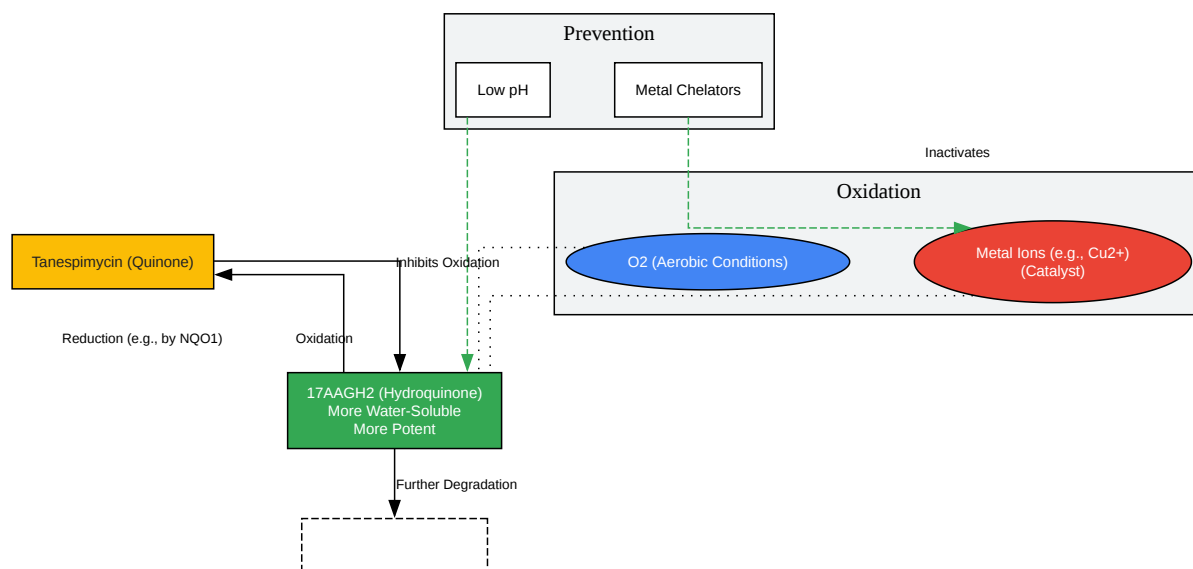 Prevention
Low pH
Metal Chelators
Inactivates
Oxidation
Tanespimycin (Quinone)
Inhibits Oxidation
O2 (Aerobic Conditions)
Metal Ions (e.g., Cu2+)
(Catalyst)
Reduction (e.g., by NQO1)
Oxidation
17AAGH2 (Hydroquinone)
More Water-Soluble
More Potent
Further Degradation